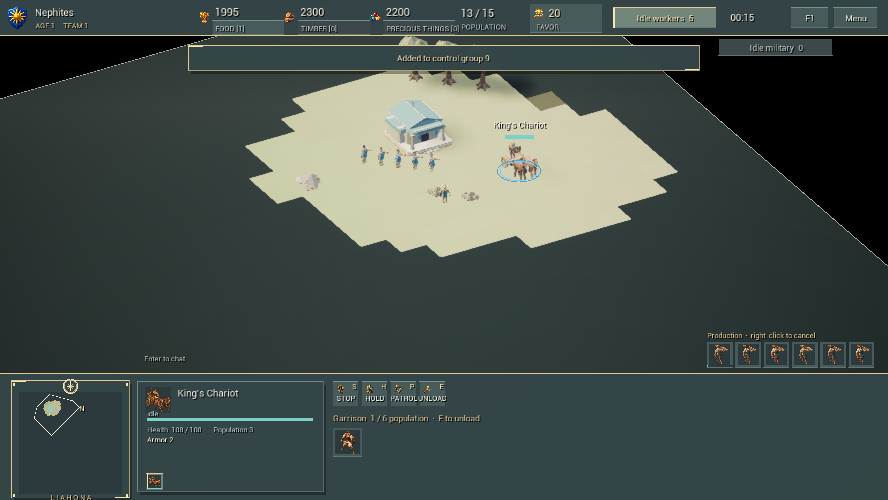 Nephites
AGE 1 TEAM 1
1995
FOOD [1]
2300
TIMBER [0]
2200
PRECIOUS THINGS [0]
13 / 15
POPULATION
20
FAVOR
Idle workers 5
00:15
F1
Menu
Idle military 0
Added to control group 9
King's Chariot
Production · right click to cancel
Enter to chat
N
LIAHONA
King's Chariot
Idle
Health 100 / 100 Population 3
Armor 2
S
STOP
H
HOLD
P
PATROL
E
UNLOAD
Garrison 1 / 6 population · E to unload